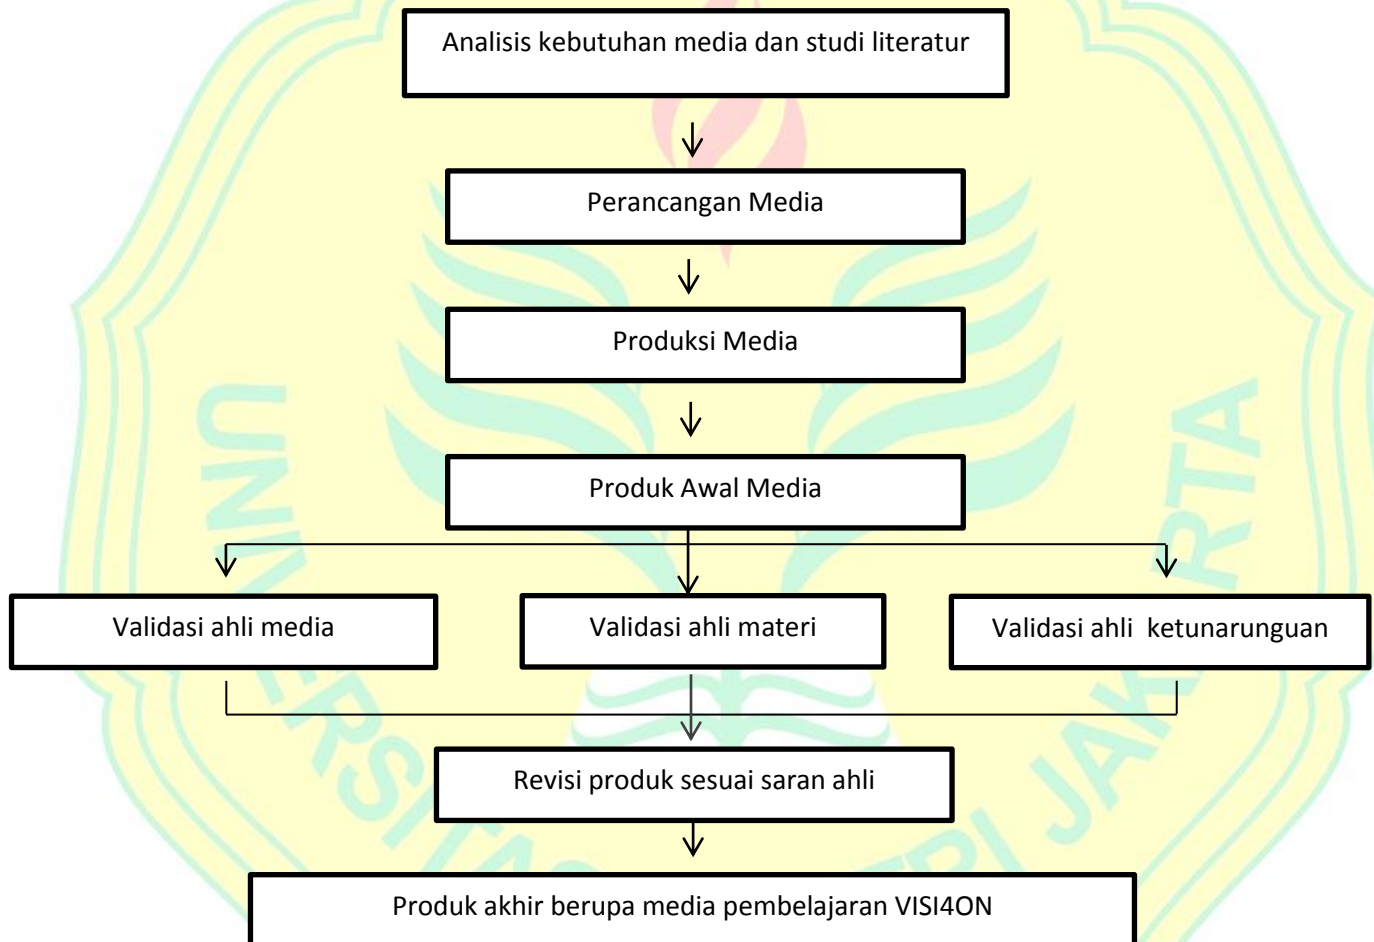 Analisis kebutuhan media dan studi literatur
Perancangan Media
Produksi Media
Produk Awal Media
Validasi ahli media
Validasi ahli materi
Validasi ahli ketunarunguan
Revisi produk sesuai saran ahli
Produk akhir berupa media pembelajaran VISI4ON